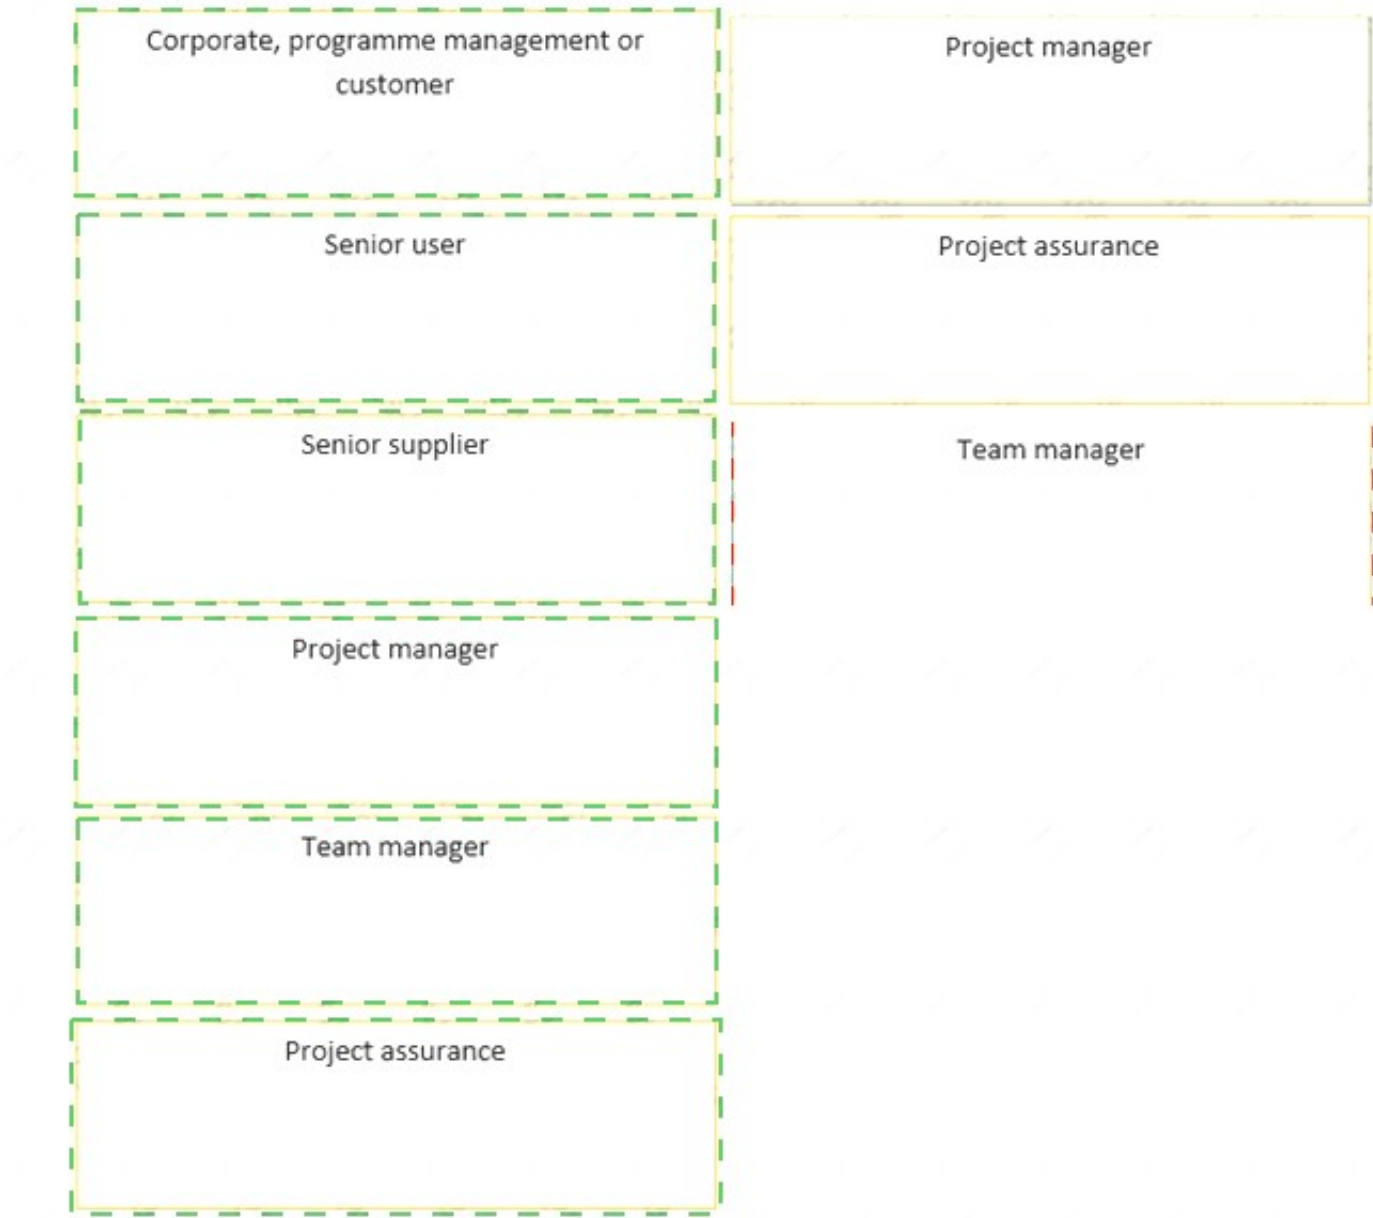 Corporate, programme management or
customer
Project manager
Senior user
Project assurance
Senior supplier
Team manager
Project manager
Team manager
Project assurance